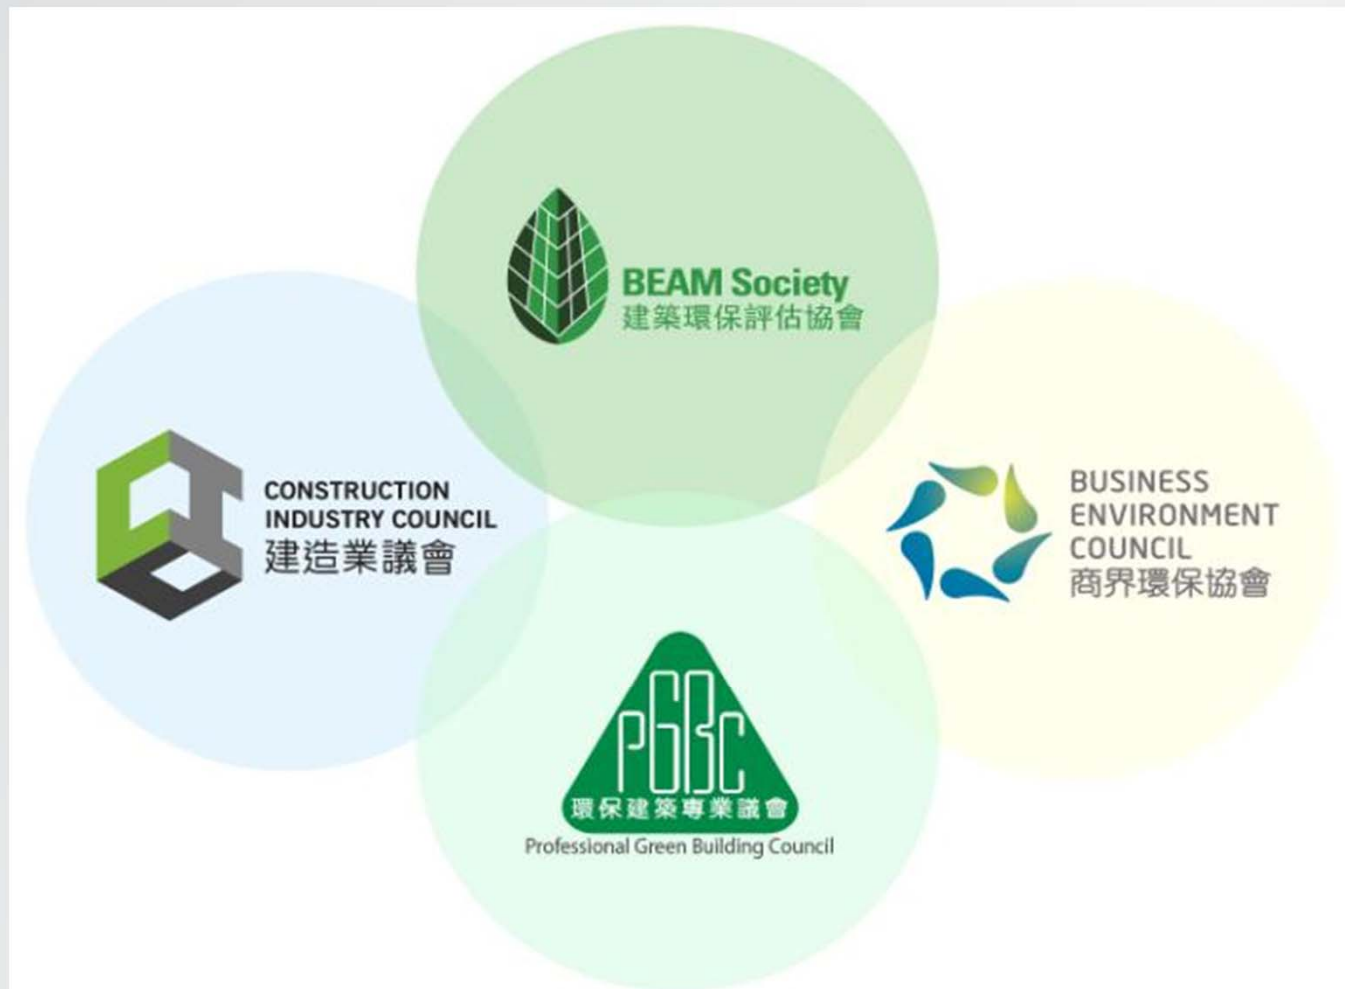 BEAM Society
建築環保評估協會
CONSTRUCTION
INDUSTRY COUNCIL
建造業議會
BUSINESS
ENVIRONMENT
COUNCIL
商界環保協會
PGBC
環保建築專業議會
Professional Green Building Council